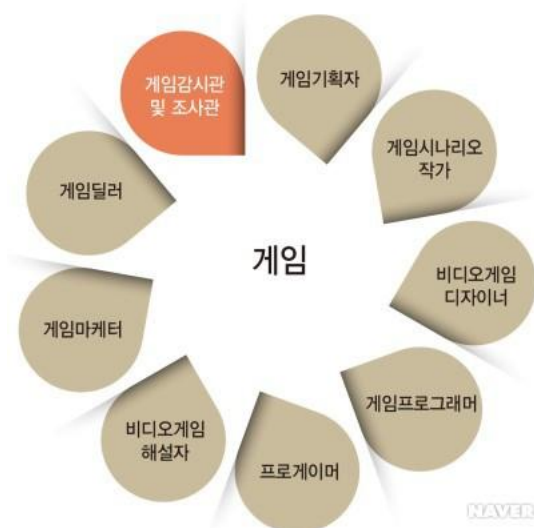 게임감시관
및 조사관
게임기획자
게임시나리오
작가
비디오게임
디자이너
게임프로그래머
프로게이머
비디오게임
해설자
게임마케터
게임딜러
게임
NAVER